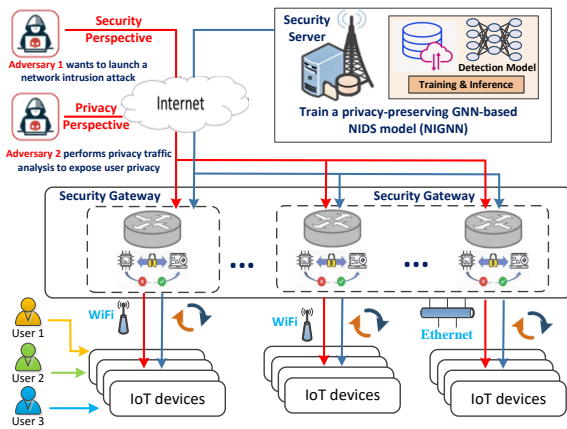 Security
Perspective
Adversary 1 wants to launch a
network intrusion attack
Privacy
Perspective
Adversary 2 performs privacy traffic
analysis to expose user privacy
Internet
Security
Server
Detection Model
Training & Inference
Train a privacy-preserving GNN-based
NIDS model (NIGNN)
Security Gateway
Security Gateway
...
...
WiFi
WiFi
Ethernet
User 1
User 2
User 3
IoT devices
IoT devices
IoT devices